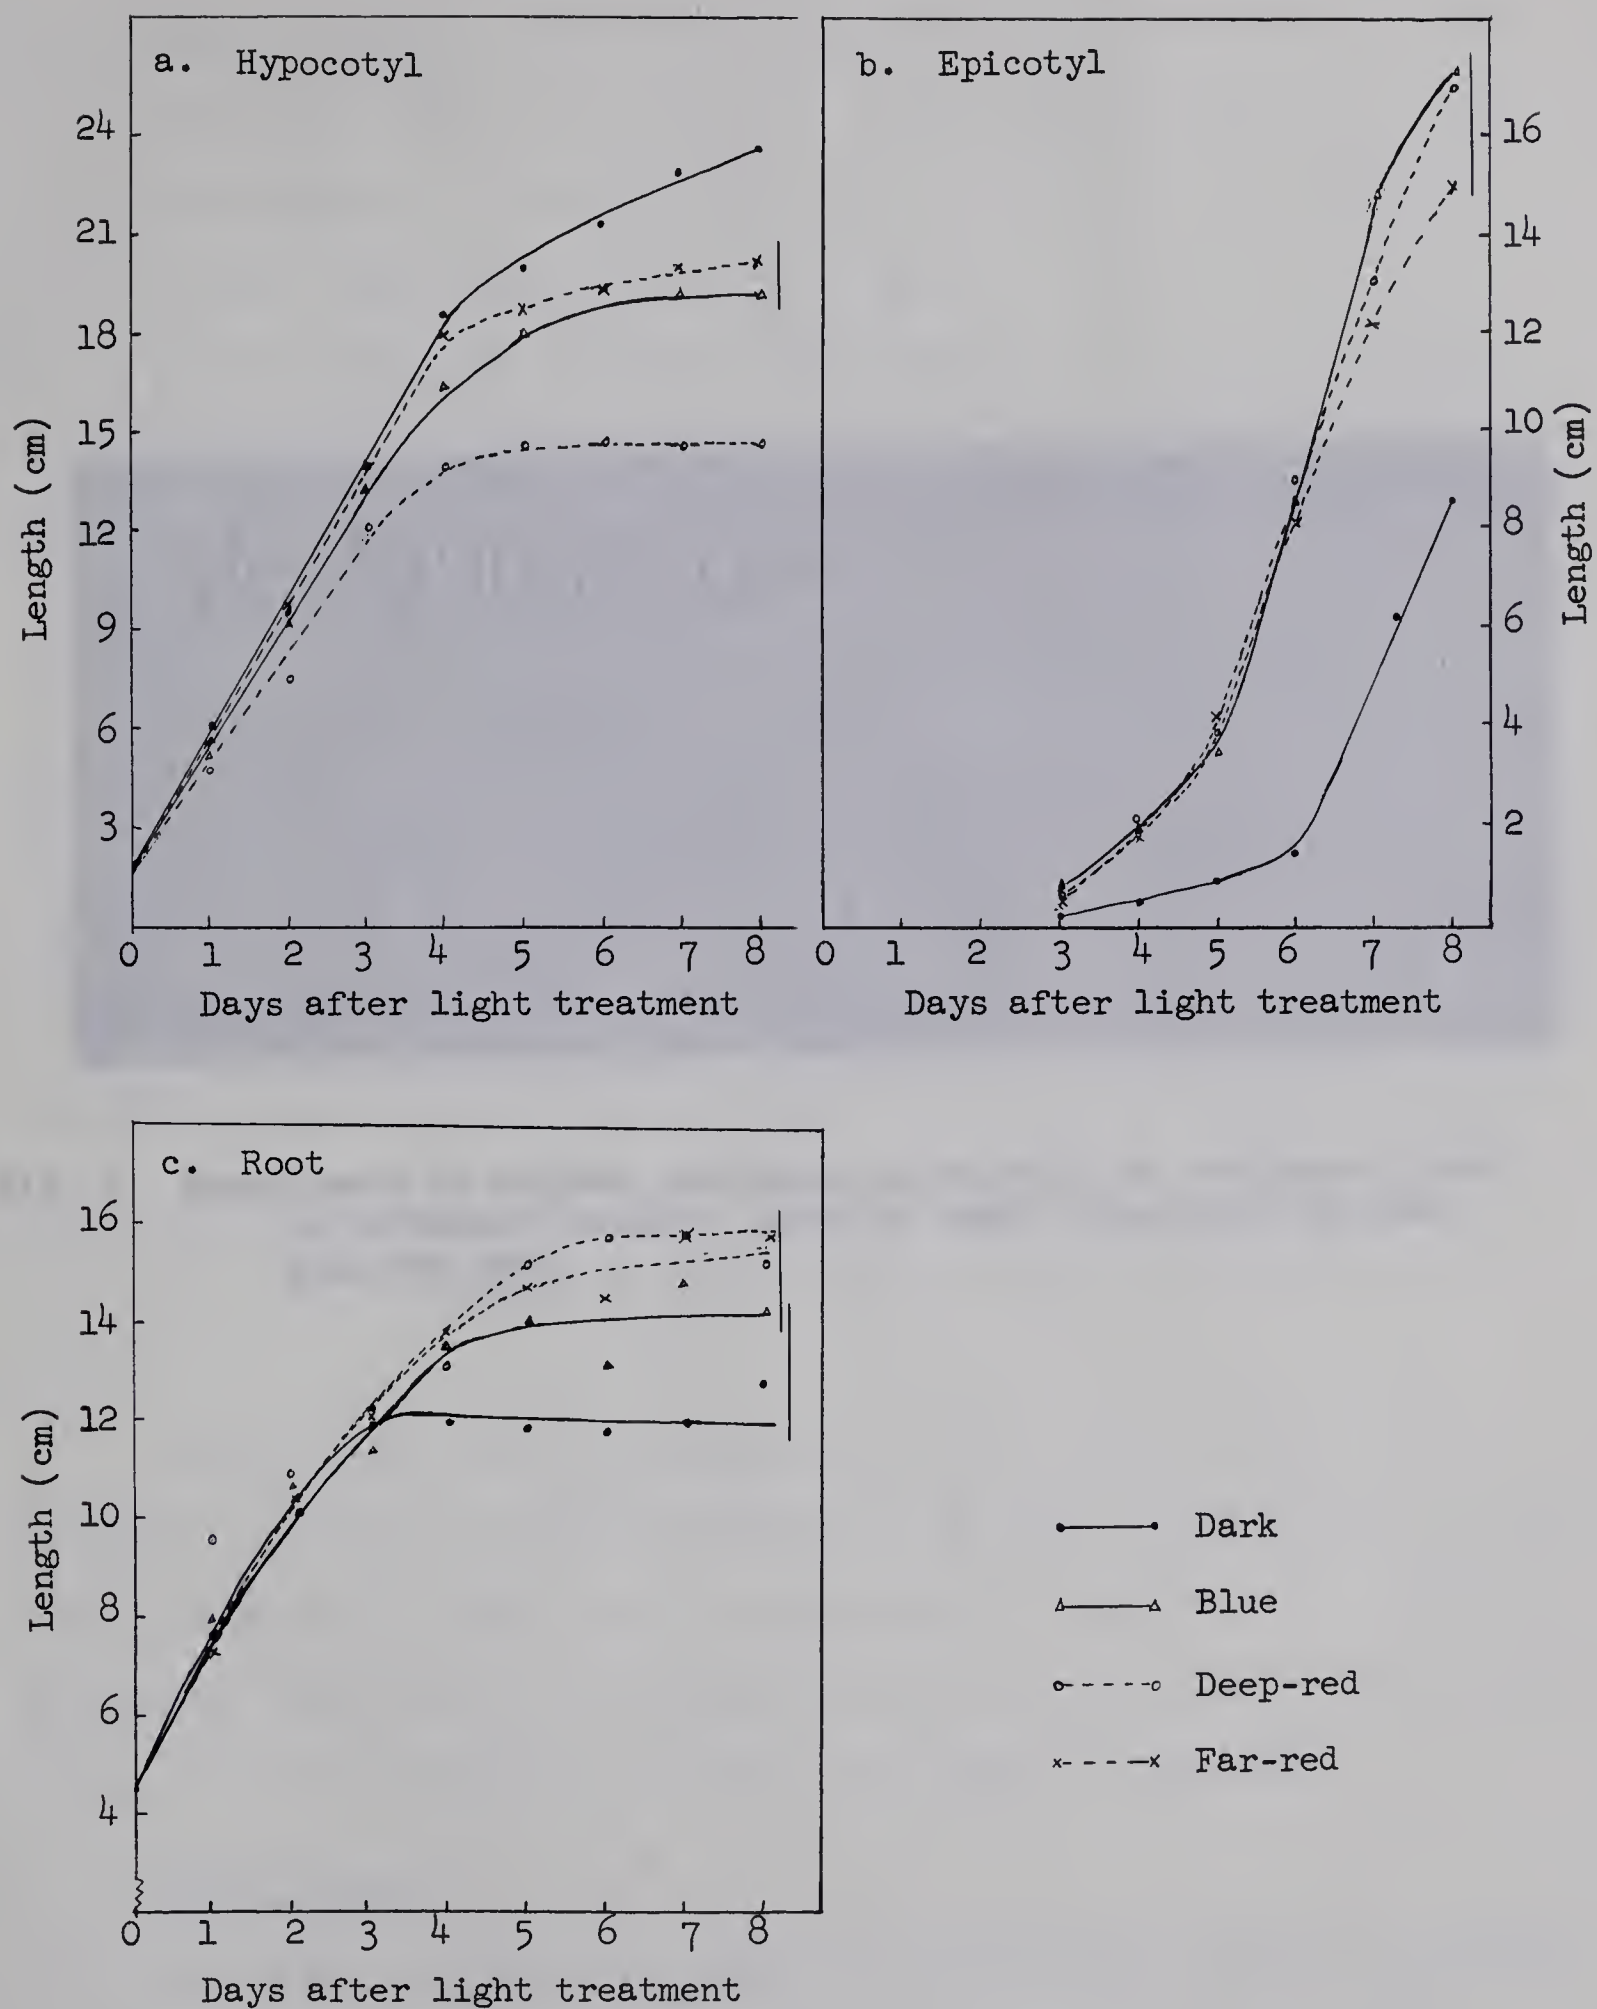 a. Hypocotyl
24
21
18
15
12
9
6
3
Length (cm)
0 1 2 3 4 5 6 7 8
Days after light treatment
b. Epicotyl
16
14
12
10
8
6
4
2
Length (cm)
0 1 2 3 4 5 6 7 8
Days after light treatment
c. Root
16
14
12
10
8
6
4
Length (cm)
0 1 2 3 4 5 6 7 8
Days after light treatment
Dark
Blue
Deep-red
Far-red